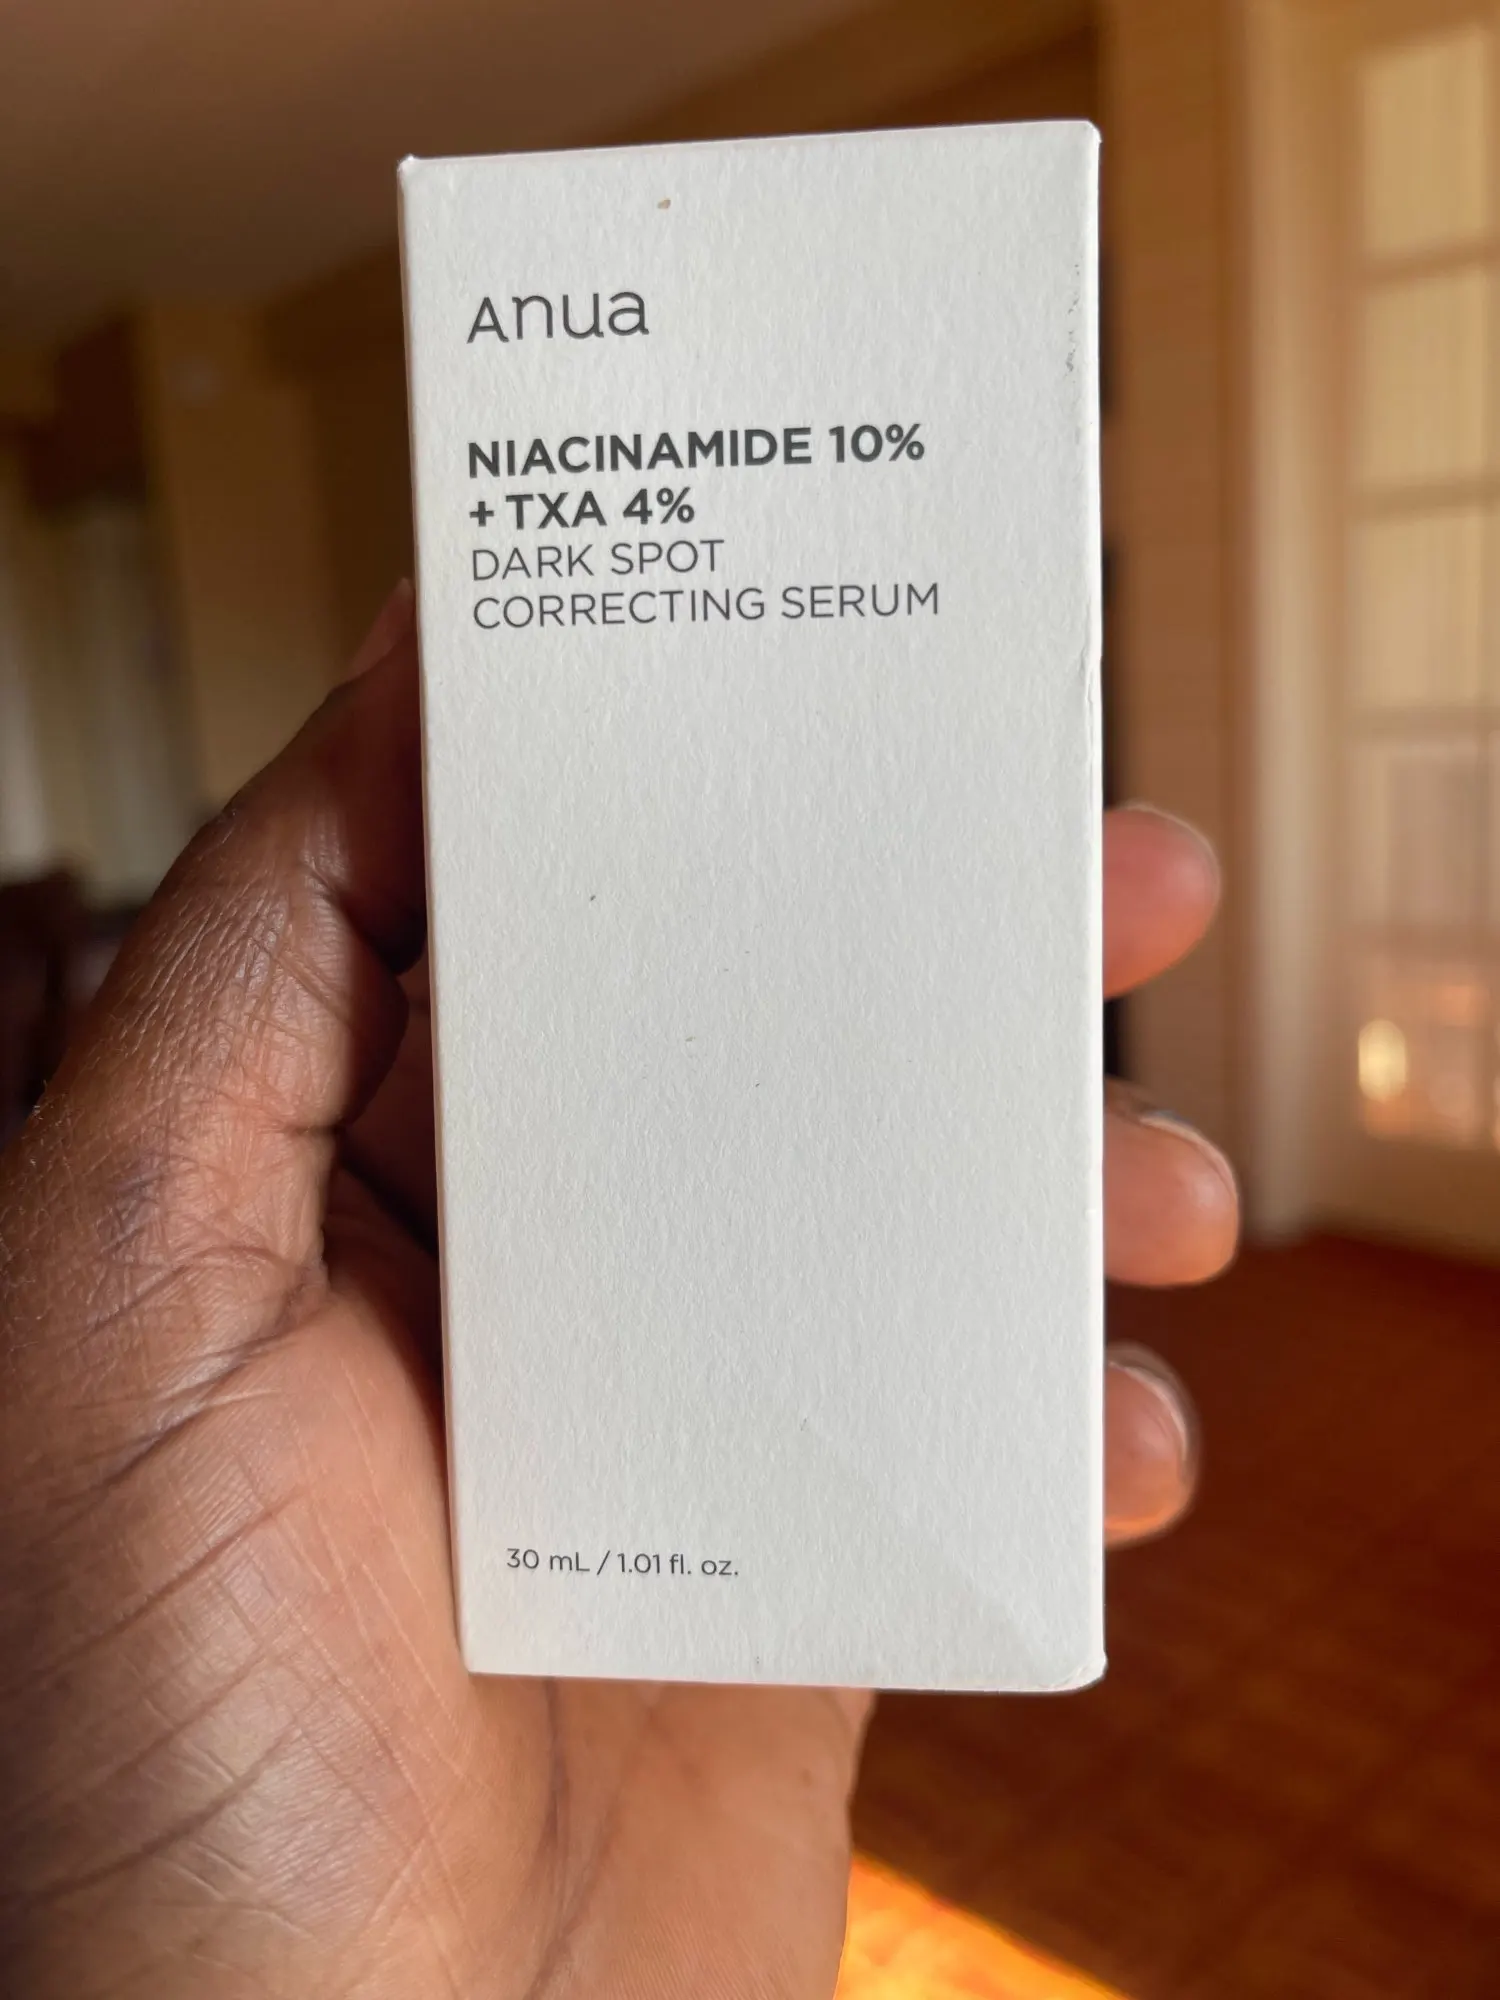 Anua
NIACINAMIDE 10%
+ TXA 4%
DARK SPOT
CORRECTING SERUM
30 mL / 1.01 fl. oz.